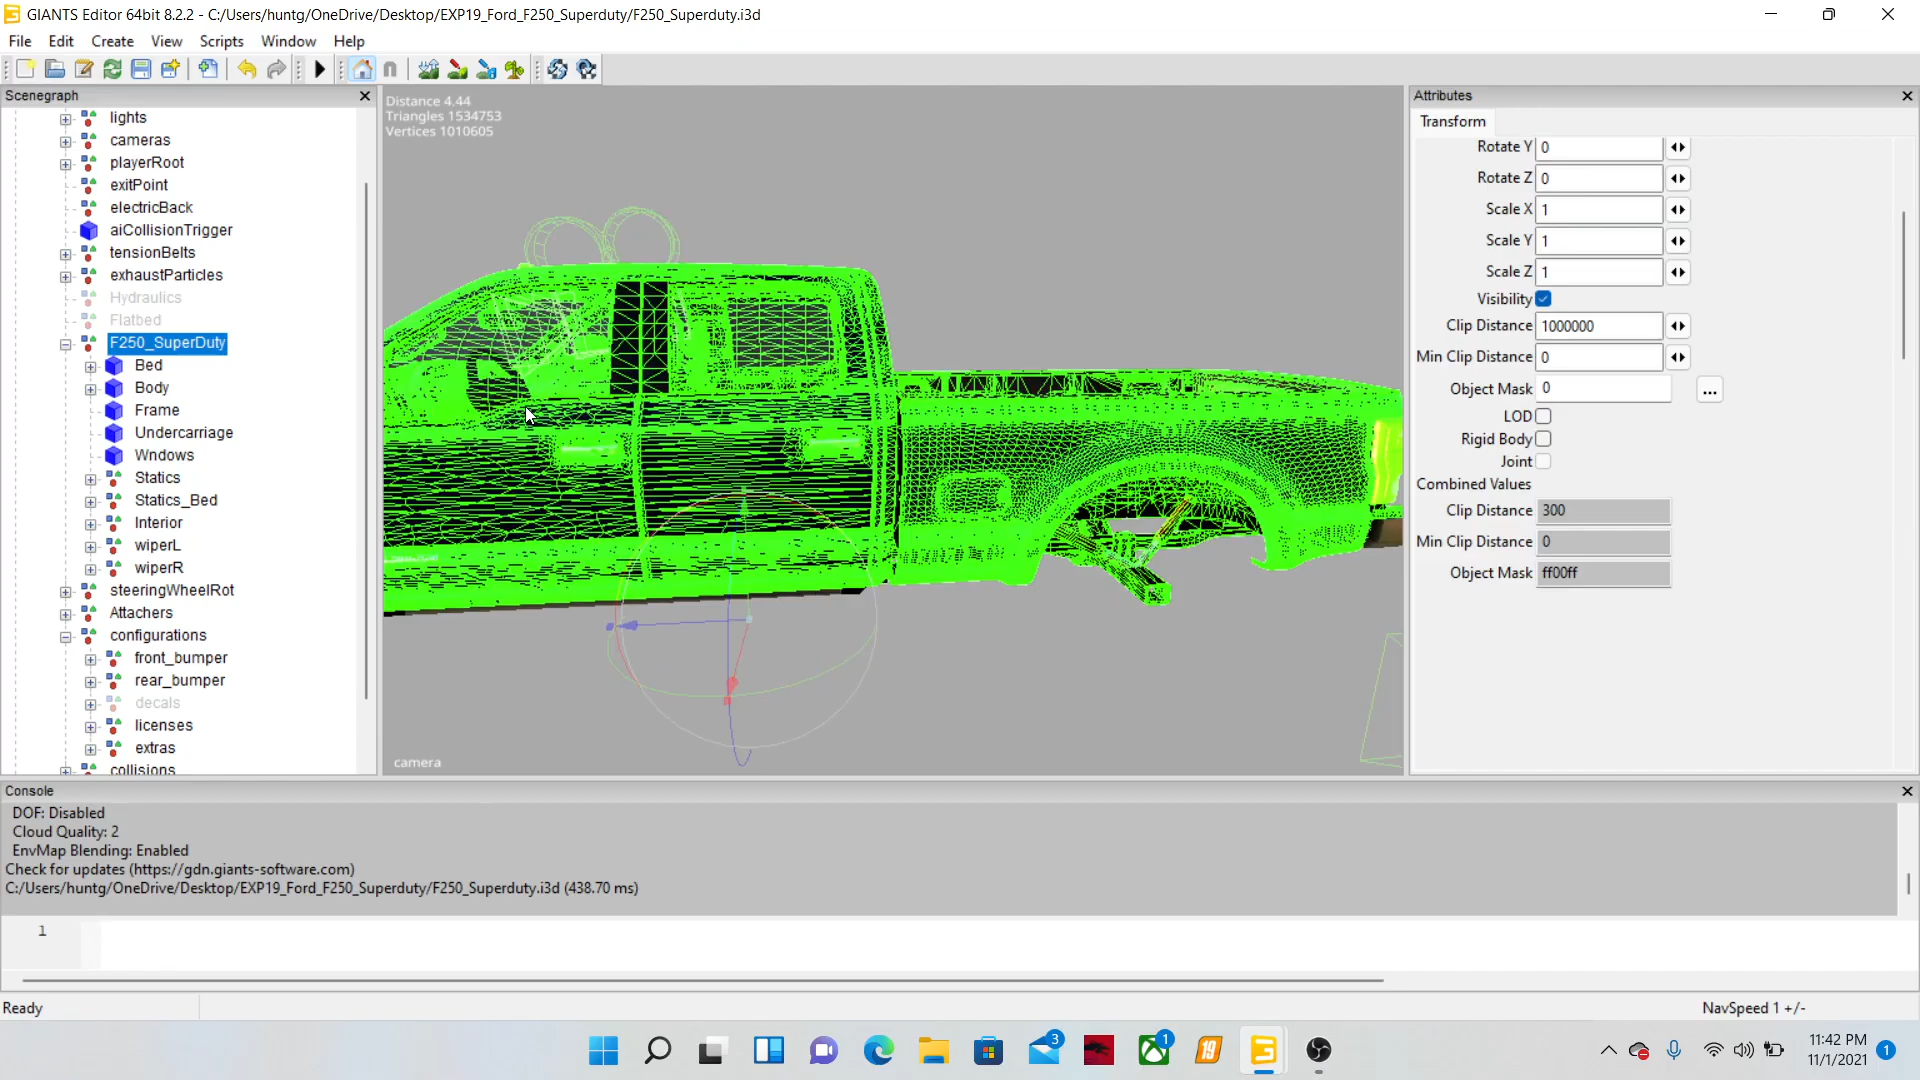 GIANTS Editor 64bit 8.2.2 - C:/Users/huntg/OneDrive/Desktop/EXP19_Ford_F250_Superduty/F250_Superduty.i3d
File Edit Create View Scripts Window Help
Scenegraph
lights
cameras
playerRoot
exitPoint
electricBack
aiCollisionTrigger
tensionBelts
exhaustParticles
Hydraulics
Flatbed
F250_SuperDuty
Bed
Body
Frame
Undercarriage
Wndows
Statics
Statics_Bed
Interior
wiperL
wiperR
steeringWheelRot
Attachers
configurations
front_bumper
rear_bumper
decals
licenses
extras
collisions
Distance 4.44
Triangles 1534753
Vertices 1010605
camera
Attributes
Transform
Rotate Y 0
Rotate Z 0
Scale X 1
Scale Y 1
Scale Z 1
Visibility
Clip Distance 1000000
Min Clip Distance 0
Object Mask 0 ...
LOD
Rigid Body
Joint
Combined Values
Clip Distance 300
Min Clip Distance 0
Object Mask ff00ff
Console
DOF: Disabled
Cloud Quality: 2
EnvMap Blending: Enabled
Check for updates (https://gdn.giants-software.com)
C:/Users/huntg/OneDrive/Desktop/EXP19_Ford_F250_Superduty/F250_Superduty.i3d (438.70 ms)
1
Ready
NavSpeed 1 +/-
3
1
19
11:42 PM
11/1/2021
1